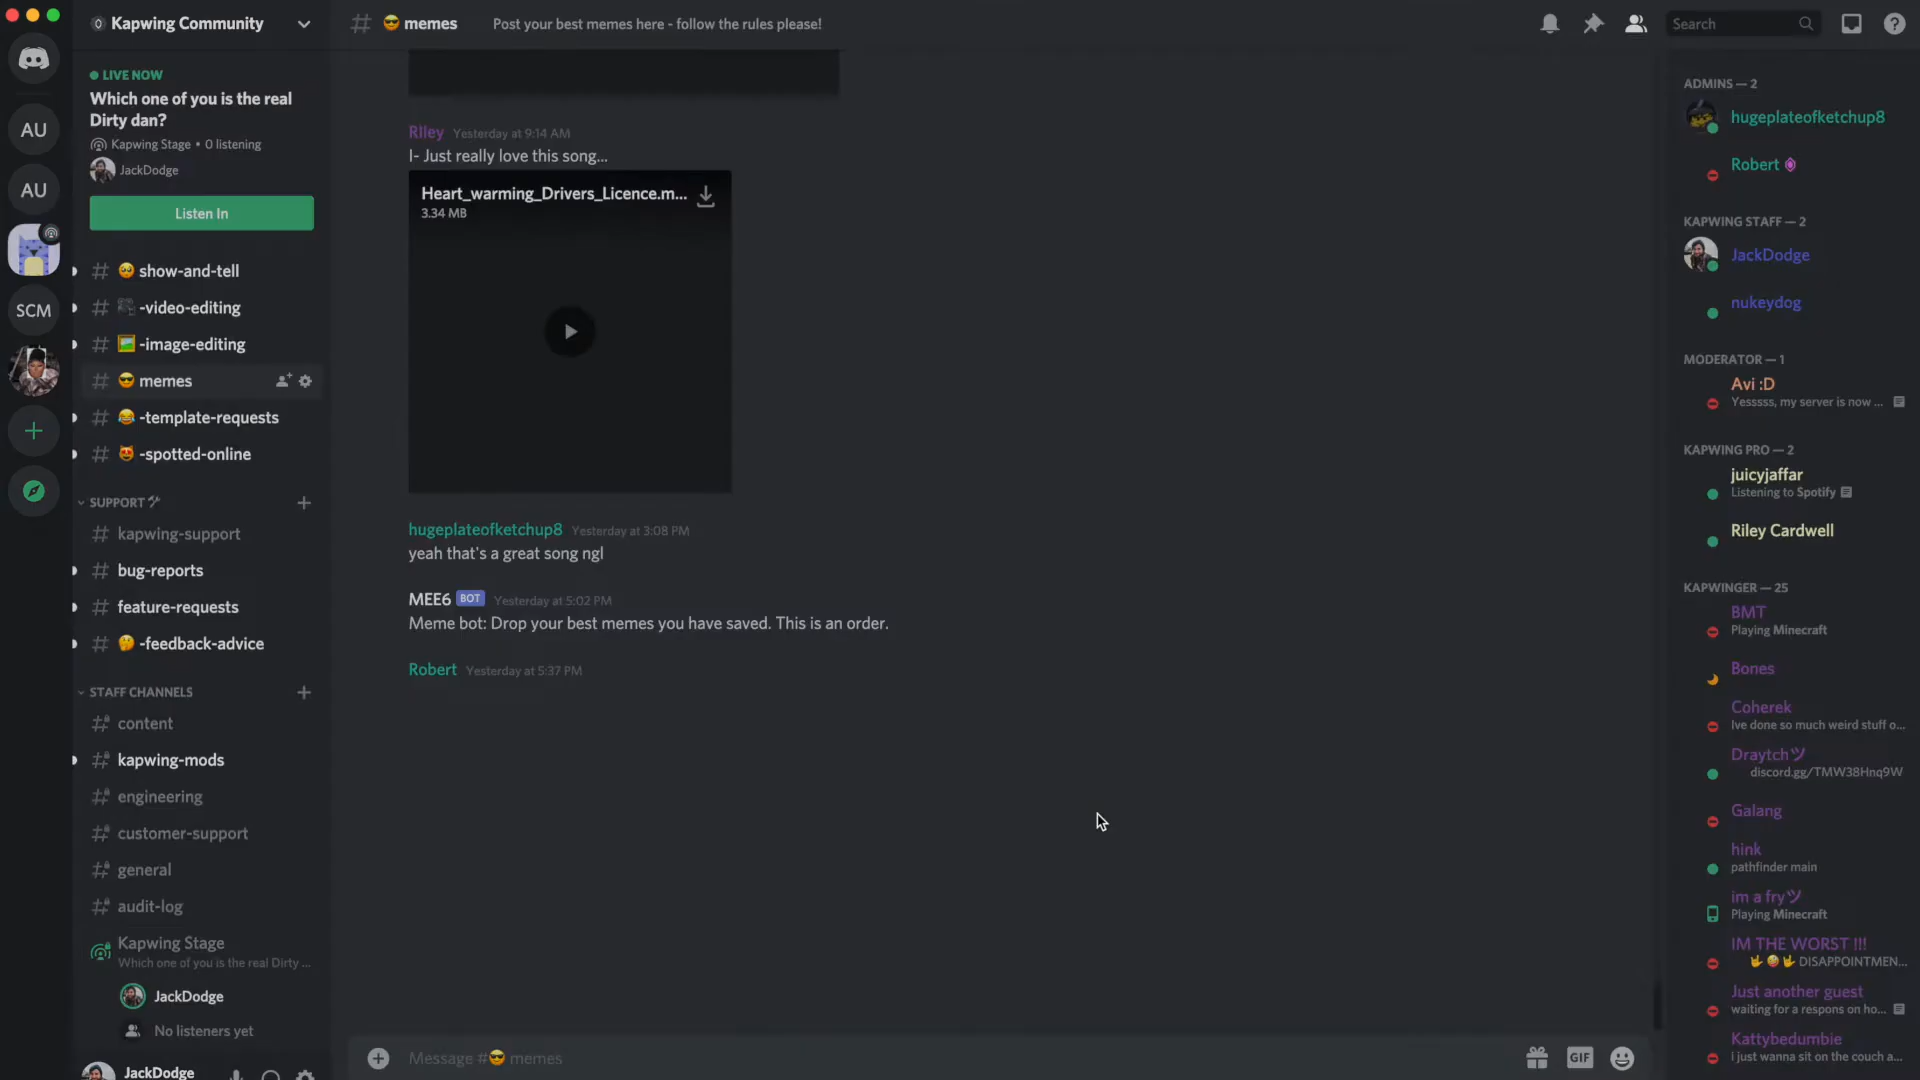 Kapwing Community
LIVE NOW
Which one of you is the real
Dirty dan?
Kapwing Stage • 0 listening
JackDodge
Listen In
AU
AU
SCM
# 🥺 show-and-tell
# -video-editing
# 🖼️ -image-editing
# 😎 memes
# 😂 -template-requests
# 😻 -spotted-online
SUPPORT 🛠
# kapwing-support
# bug-reports
# feature-requests
# 🤔 -feedback-advice
STAFF CHANNELS
content
kapwing-mods
engineering
customer-support
general
audit-log
Kapwing Stage
Which one of you is the real Dirty ...
JackDodge
No listeners yet
JackDodge
# 😎 memes
Post your best memes here - follow the rules please!
Search
RIley Yesterday at 9:14 AM
I- Just really love this song...
Heart_warming_Drivers_Licence.m...
3.34 MB
hugeplateofketchup8 Yesterday at 3:08 PM
yeah that's a great song ngl
MEE6 BOT Yesterday at 5:02 PM
Meme bot: Drop your best memes you have saved. This is an order.
Robert Yesterday at 5:37 PM
Message #😎 memes
GIF
ADMINS — 2
hugeplateofketchup8
Robert
KAPWING STAFF — 2
JackDodge
nukeydog
MODERATOR — 1
Avi :D
Yesssss, my server is now ...
KAPWING PRO — 2
juicyjaffar
Listening to Spotify
Riley Cardwell
KAPWINGER — 25
BMT
Playing Minecraft
Bones
Coherek
Ive done so much weird stuff o...
Draytchツ
discord.gg/TMW38Hnq9W
Galang
hink
pathfinder main
im a fryツ
Playing Minecraft
IM THE WORST !!!
🤟🤪🤟 DISAPPOINTMEN...
Just another guest
waiting for a respons on ho...
Kattybedumbie
i just wanna sit on the couch a...